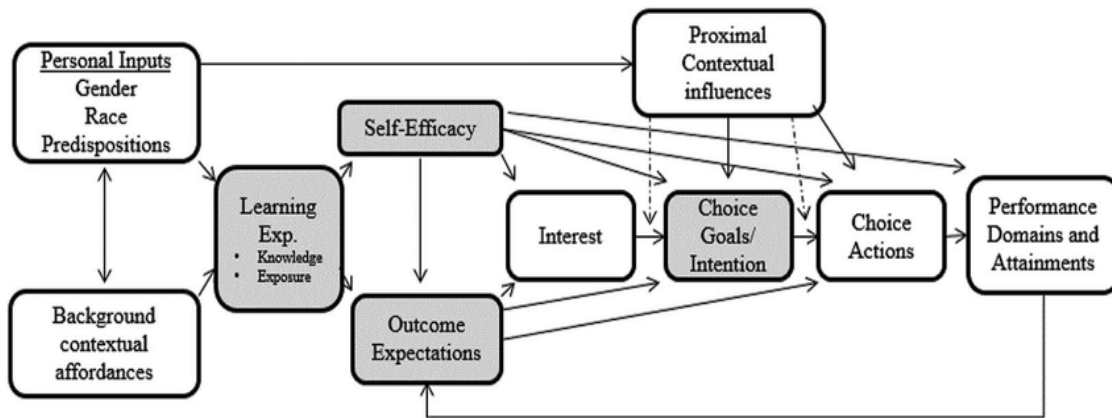 Personal Inputs
Gender
Race
Predispositions
Background
contextual
affordances
Learning
Exp.
• Knowledge
• Exposure
Self-Efficacy
Outcome
Expectations
Interest
Proximal
Contextual
influences
Choice
Goals/
Intention
Choice
Actions
Performance
Domains and
Attainments